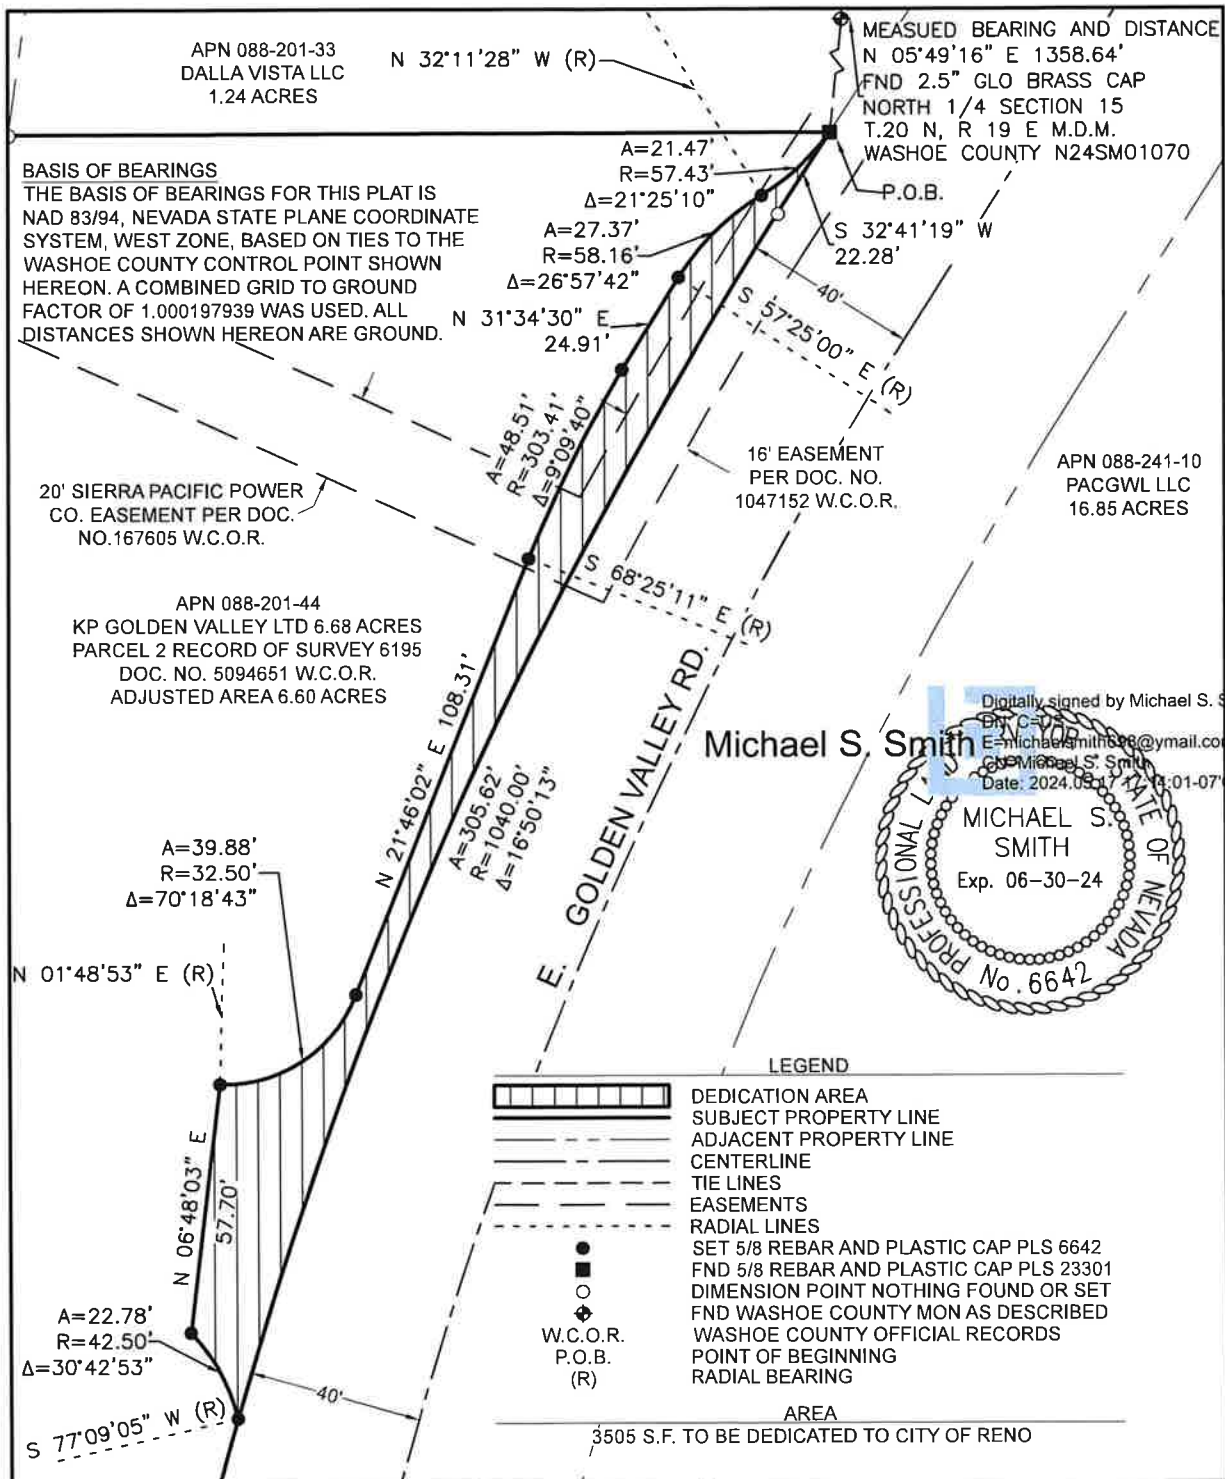 APN 088-201-33
DALLA VISTA LLC
1.24 ACRES
N 32°11'28" W (R)
MEASUED BEARING AND DISTANCE
N 05°49'16" E 1358.64'
FND 2.5" GLO BRASS CAP
NORTH 1/4 SECTION 15
T.20 N, R 19 E M.D.M.
WASHOE COUNTY N24SM01070
P.O.B.
BASIS OF BEARINGS
THE BASIS OF BEARINGS FOR THIS PLAT IS
NAD 83/94, NEVADA STATE PLANE COORDINATE
SYSTEM, WEST ZONE, BASED ON TIES TO THE
WASHOE COUNTY CONTROL POINT SHOWN
HEREON. A COMBINED GRID TO GROUND
FACTOR OF 1.000197939 WAS USED. ALL
DISTANCES SHOWN HEREON ARE GROUND.
A=21.47'
R=57.43'
Δ=21°25'10"
A=27.37'
R=58.16'
Δ=26°57'42"
S 32°41'19" W
22.28'
N 31°34'30" E
24.91'
40'
S 57°25'00" E (R)
A=48.51'
R=303.41'
Δ=9°09'40"
16' EASEMENT
PER DOC. NO.
1047152 W.C.O.R.
APN 088-241-10
PACGWL LLC
16.85 ACRES
20' SIERRA PACIFIC POWER
CO. EASEMENT PER DOC.
NO.167605 W.C.O.R.
S 68°25'11" E (R)
APN 088-201-44
KP GOLDEN VALLEY LTD 6.68 ACRES
PARCEL 2 RECORD OF SURVEY 6195
DOC. NO. 5094651 W.C.O.R.
ADJUSTED AREA 6.60 ACRES
N 21°46'02" E 108.31'
A=305.62'
R=1040.00'
Δ=16°50'13"
E. GOLDEN VALLEY RD.
Michael S. Smith
Digitally signed by Michael S. S
DN: C=US
CN=Michael S. Smith
PROFESSIONAL STATE OF NEVADA
MICHAEL S.
SMITH
Exp. 06-30-24
No. 6642
A=39.88'
R=32.50'
Δ=70°18'43"
N 01°48'53" E (R)
N 06°48'03" E
57.70'
A=22.78'
R=42.50'
Δ=30°42'53"
S 77°09'05" W (R)
40'
LEGEND
DEDICATION AREA
SUBJECT PROPERTY LINE
ADJACENT PROPERTY LINE
CENTERLINE
TIE LINES
EASEMENTS
RADIAL LINES
SET 5/8 REBAR AND PLASTIC CAP PLS 6642
FND 5/8 REBAR AND PLASTIC CAP PLS 23301
DIMENSION POINT NOTHING FOUND OR SET
FND WASHOE COUNTY MON AS DESCRIBED
W.C.O.R. WASHOE COUNTY OFFICIAL RECORDS
P.O.B. POINT OF BEGINNING
(R) RADIAL BEARING
AREA
3505 S.F. TO BE DEDICATED TO CITY OF RENO